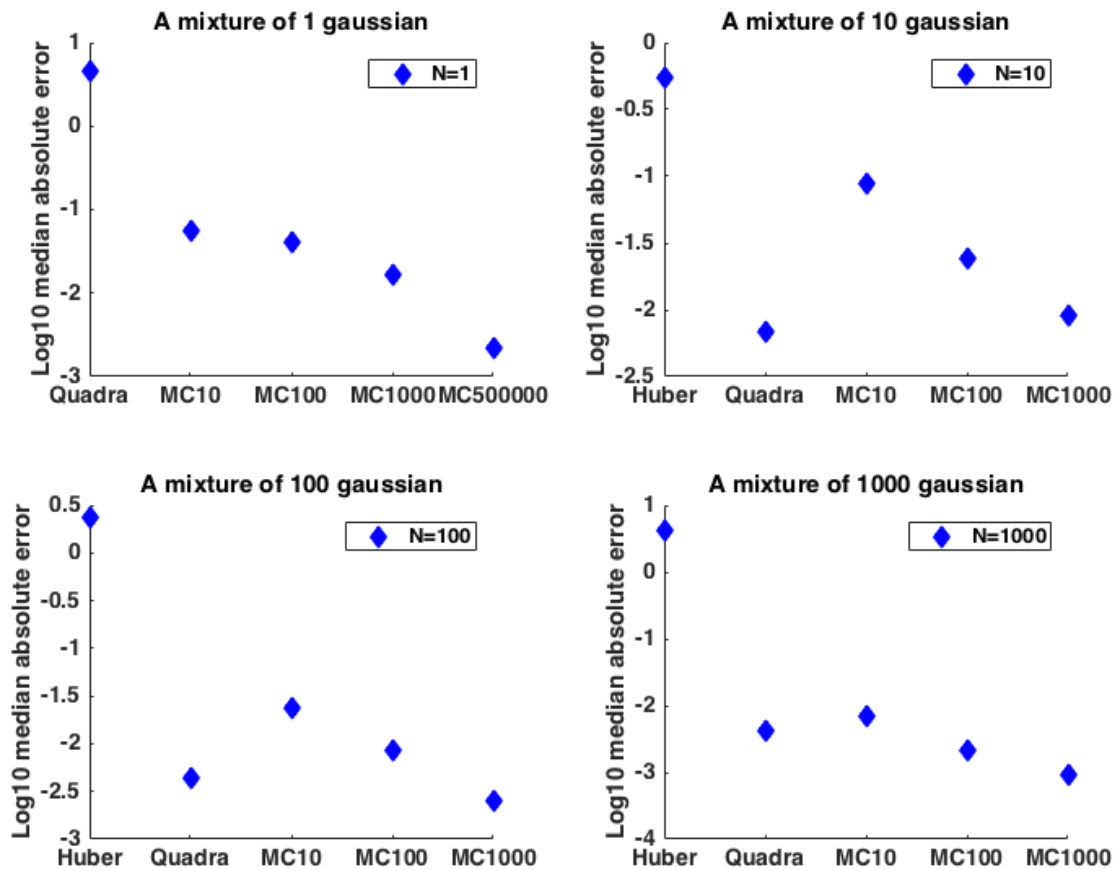 A mixture of 1 gaussian
N=1
Log10 median absolute error
1
0
-1
-2
-3
Quadra MC10 MC100 MC1000 MC500000
A mixture of 10 gaussian
N=10
Log10 median absolute error
0
-0.5
-1
-1.5
-2
-2.5
Huber Quadra MC10 MC100 MC1000
A mixture of 100 gaussian
N=100
Log10 median absolute error
0.5
0
-0.5
-1
-1.5
-2
-2.5
-3
Huber Quadra MC10 MC100 MC1000
A mixture of 1000 gaussian
N=1000
Log10 median absolute error
1
0
-1
-2
-3
-4
Huber Quadra MC10 MC100 MC1000